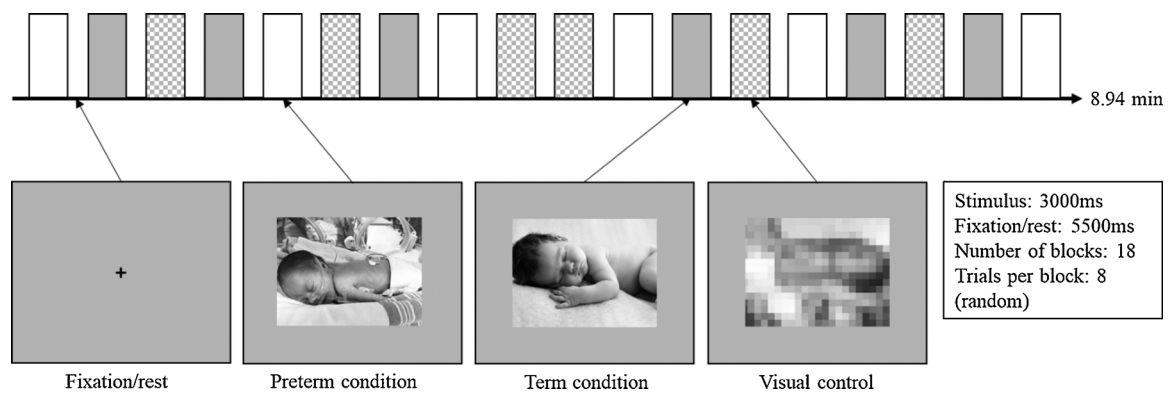 8.94 min
+
Stimulus: 3000ms
Fixation/rest: 5500ms
Number of blocks: 18
Trials per block: 8
(random)
Fixation/rest
Preterm condition
Term condition
Visual control